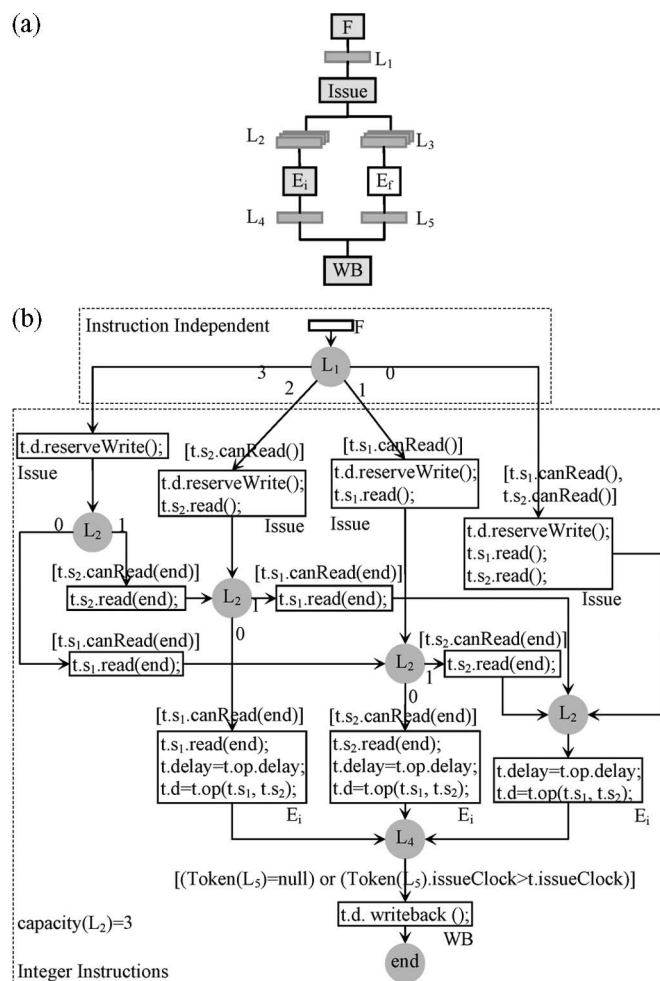 (a)
F
L1
Issue
L2
L3
Ei
Ef
L4
L5
WB
(b)
Instruction Independent
F
L1
3
2
1
0
t.d.reserveWrite();
Issue
[t.s2.canRead()]
t.d.reserveWrite();
t.s2.read();
Issue
[t.s1.canRead()]
t.d.reserveWrite();
t.s1.read();
Issue
[t.s1.canRead(),
t.s2.canRead()]
t.d.reserveWrite();
t.s1.read();
t.s2.read();
Issue
0
L2
1
[t.s2.canRead(end)]
t.s2.read(end);
L2
1
0
[t.s1.canRead(end)]
t.s1.read(end);
[t.s1.canRead(end)]
t.s1.read(end);
L2
1
0
[t.s2.canRead(end)]
t.s2.read(end);
L2
[t.s1.canRead(end)]
t.s1.read(end);
t.delay=t.op.delay;
t.d=t.op(t.s1, t.s2);
Ei
[t.s2.canRead(end)]
t.s2.read(end);
t.delay=t.op.delay;
t.d=t.op(t.s1, t.s2);
Ei
t.delay=t.op.delay;
t.d=t.op(t.s1, t.s2);
Ei
L4
[(Token(L5)=null) or (Token(L5).issueClock>t.issueClock)]
t.d. writeback ();
WB
end
capacity(L2)=3
Integer Instructions